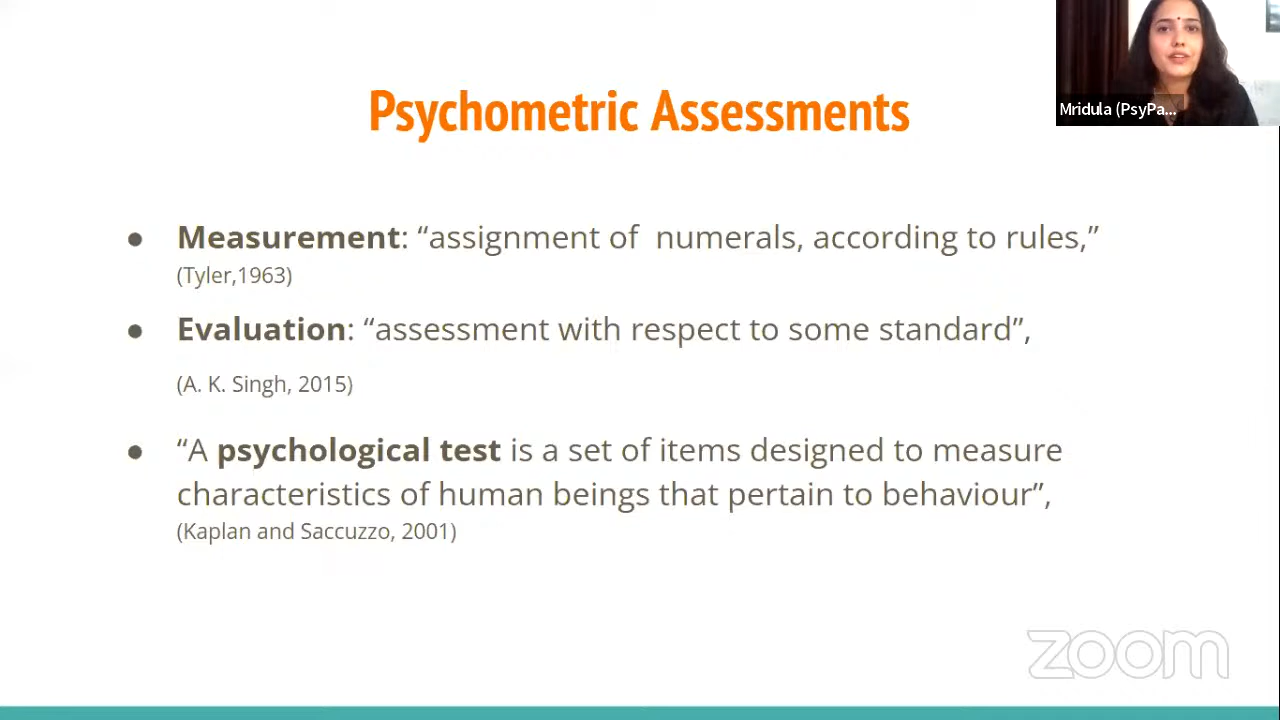 Psychometric Assessments
Mridula (PsyPa...
● Measurement: “assignment of  numerals, according to rules,”
(Tyler,1963)
● Evaluation: “assessment with respect to some standard”,
(A. K. Singh, 2015)
● “A psychological test is a set of items designed to measure
characteristics of human beings that pertain to behaviour”,
(Kaplan and Saccuzzo, 2001)
zoom